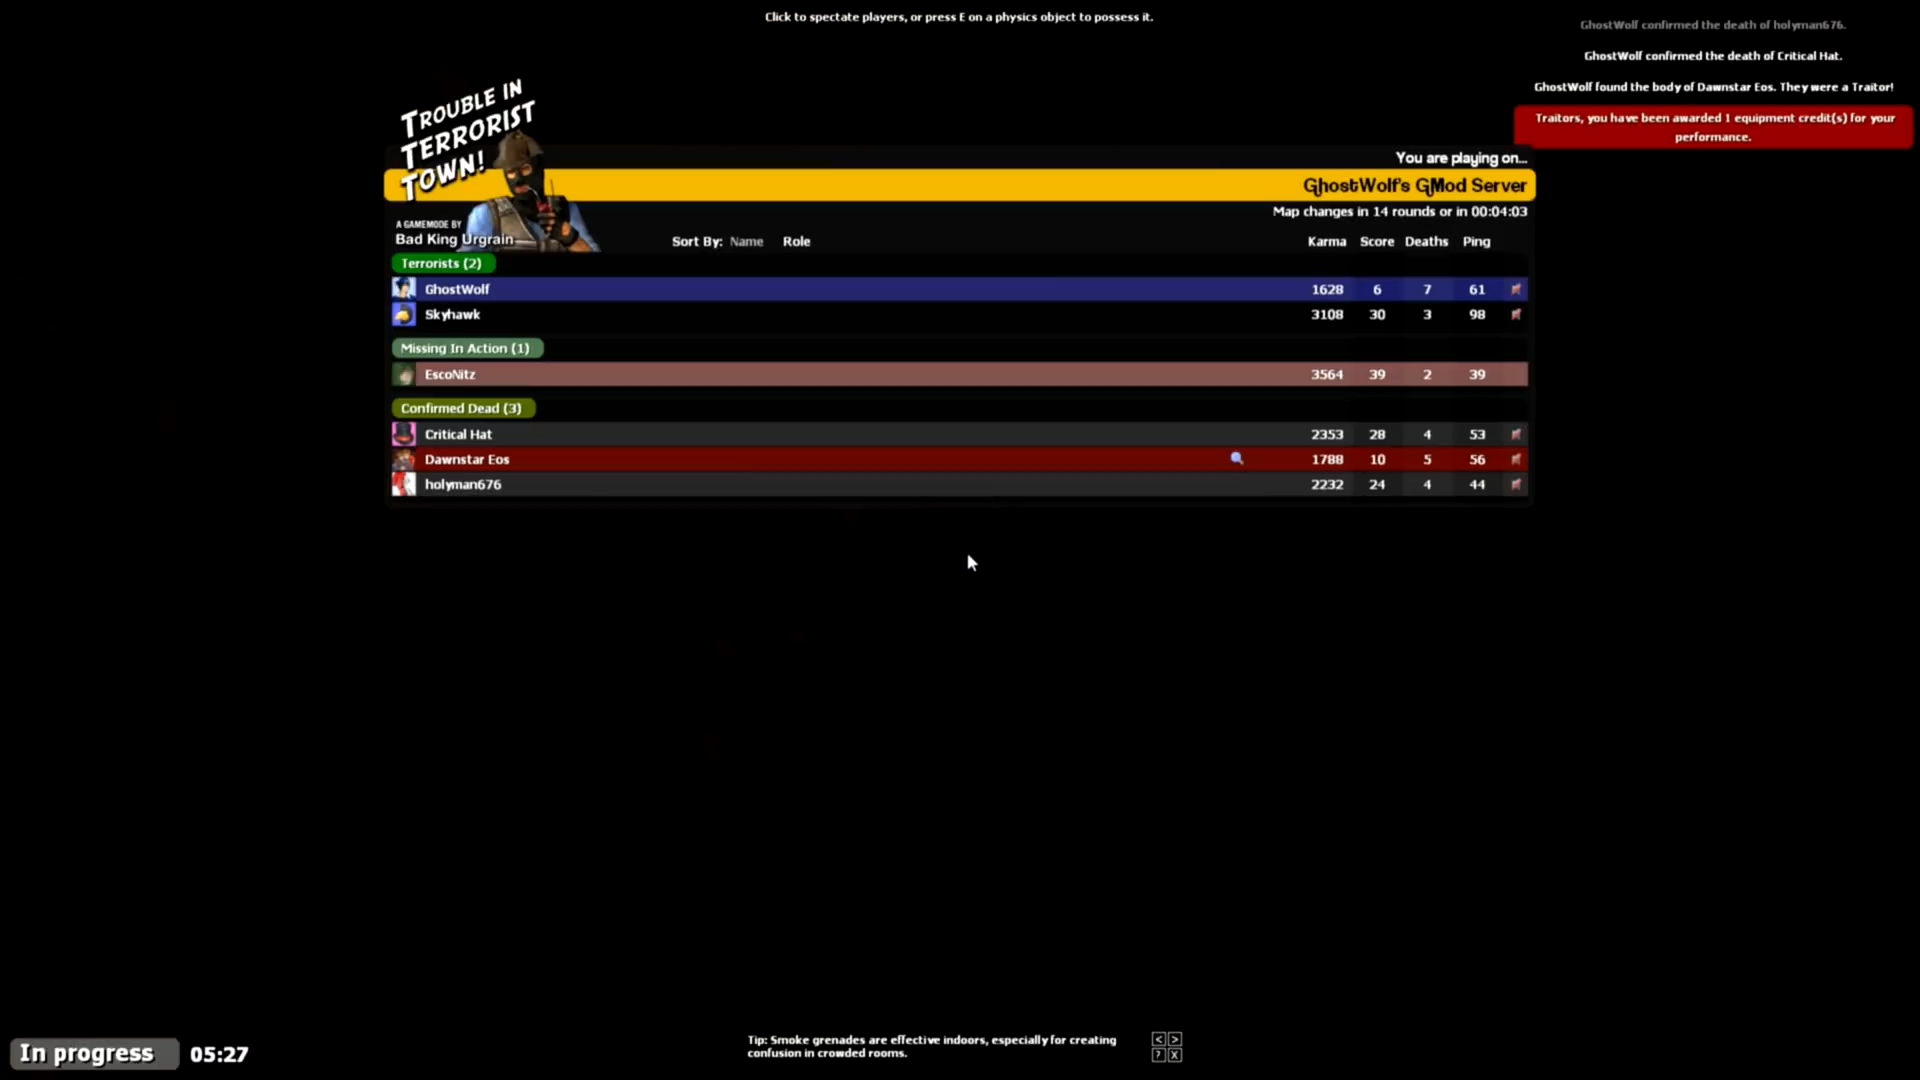 Click to spectate players, or press E on a physics object to possess it.
GhostWolf confirmed the death of holyman676.
GhostWolf confirmed the death of Critical Hat.
GhostWolf found the body of Dawnstar Eos. They were a Traitor!
Traitors, you have been awarded 1 equipment credit(s) for your
performance.
TROUBLE IN
TERRORIST
TOWN!
You are playing on...
GhostWolf's GMod Server
Map changes in 14 rounds or in 00:04:03
A GAMEMODE BY
Bad King Urgrain
Sort By: Name Role Karma Score Deaths Ping
Terrorists (2)
GhostWolf 1628 6 7 61
Skyhawk 3108 30 3 98
Missing In Action (1)
EscoNitz 3564 39 2 39
Confirmed Dead (3)
Critical Hat 2353 28 4 53
Dawnstar Eos 1788 10 5 56
holyman676 2232 24 4 44
In progress 05:27
Tip: Smoke grenades are effective indoors, especially for creating
confusion in crowded rooms.
< >
? X